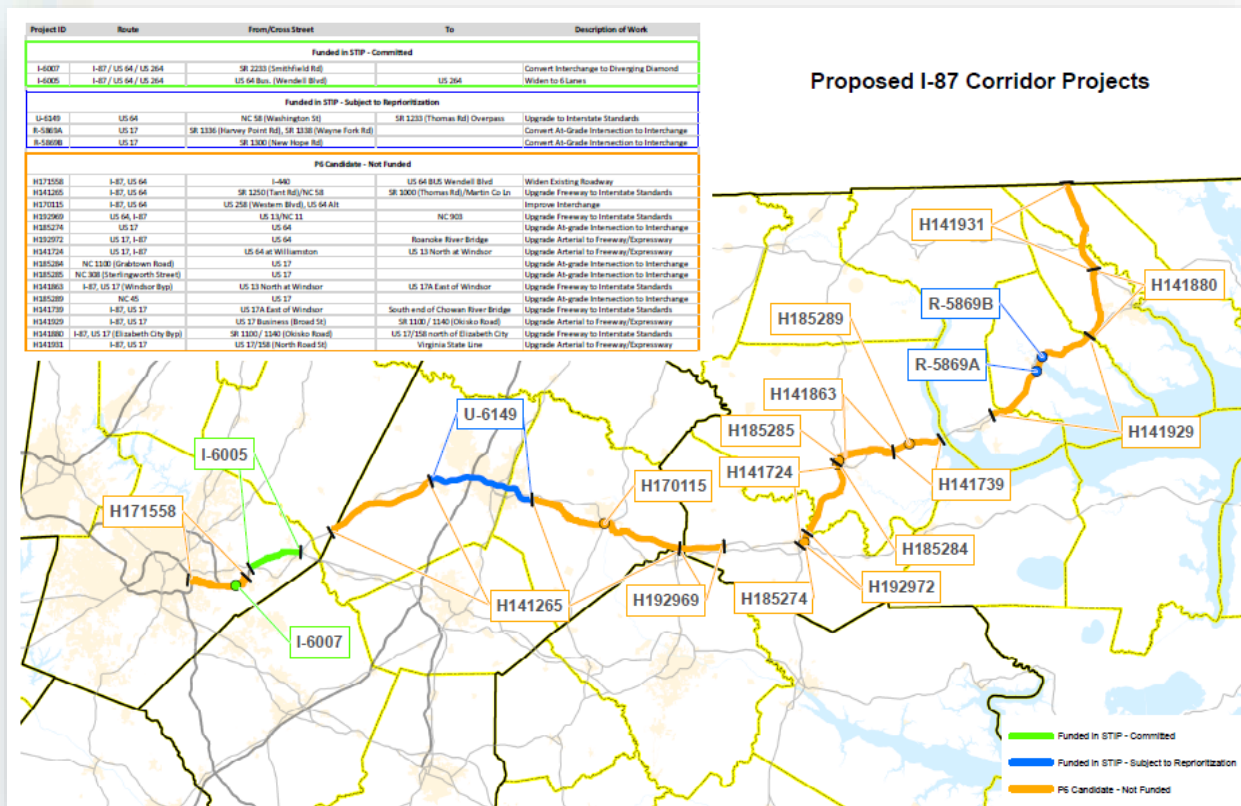 Project ID Route From/Cross Street To Description of Work
Funded in STIP - Committed
I-6007 I-87 / US 64 / US 264 SR 2233 (Smithfield Rd) Convert Interchange to Diverging Diamond
I-6005 I-87 / US 64 / US 264 US 64 Bus. (Wendell Blvd) US 264 Widen to 6 Lanes
Funded in STIP - Subject to Reprioritization
U-6149 US 64 NC 58 (Washington St) SR 1233 (Thomas Rd) Overpass Upgrade to Interstate Standards
R-5869A US 17 SR 1336 (Harvey Point Rd), SR 1338 (Wayne Fork Rd) Convert At-Grade Intersection to Interchange
R-5869B US 17 SR 1300 (New Hope Rd) Convert At-Grade Intersection to Interchange
P6 Candidate - Not Funded
H171558 I-87, US 64 I-440 US 64 BUS Wendell Blvd Widen Existing Roadway
H141265 I-87, US 64 SR 1250 (Tant Rd)/NC 58 SR 1000 (Thomas Rd)/Martin Co Ln Upgrade Freeway to Interstate Standards
H170115 I-87, US 64 US 258 (Western Blvd), US 64 Alt Improve Interchange
H192969 US 64, I-87 US 13/NC 11 NC 903 Upgrade Freeway to Interstate Standards
H185274 US 17 US 64 Upgrade At-grade Intersection to Interchange
H192972 US 17, I-87 US 64 Roanoke River Bridge Upgrade Arterial to Freeway/Expressway
H141724 US 17, I-87 US 64 at Williamston US 13 North at Windsor Upgrade Arterial to Freeway/Expressway
H185284 NC 1100 (Grabtown Road) US 17 Upgrade At-grade Intersection to Interchange
H185285 NC 308 (Sterlingworth Street) US 17 Upgrade At-grade Intersection to Interchange
H141863 I-87, US 17 (Windsor Byp) US 13 North at Windsor US 17A East of Windsor Upgrade Freeway to Interstate Standards
H185289 NC 45 US 17 Upgrade At-grade Intersection to Interchange
H141739 I-87, US 17 US 17A East of Windsor South end of Chowan River Bridge Upgrade Arterial to Freeway/Expressway
H141929 I-87, US 17 US 17 Business (Broad St) SR 1100 / 1140 (Okisko Road) Upgrade Arterial to Freeway/Expressway
H141880 I-87, US 17 (Elizabeth City Byp) SR 1100 / 1140 (Okisko Road) US 17/158 north of Elizabeth City Upgrade Freeway to Interstate Standards
H141931 I-87, US 17 US 17/158 (North Road St) Virginia State Line Upgrade Arterial to Freeway/Expressway
Proposed I-87 Corridor Projects
H141931
H141880
R-5869B
H185289
R-5869A
H141863
U-6149
H185285
H141929
I-6005
H141724
H170115
H141739
H171558
H185284
H192972
H185274
H192969
H141265
I-6007
Funded in STIP - Committed
Funded in STIP - Subject to Reprioritization
P6 Candidate - Not Funded